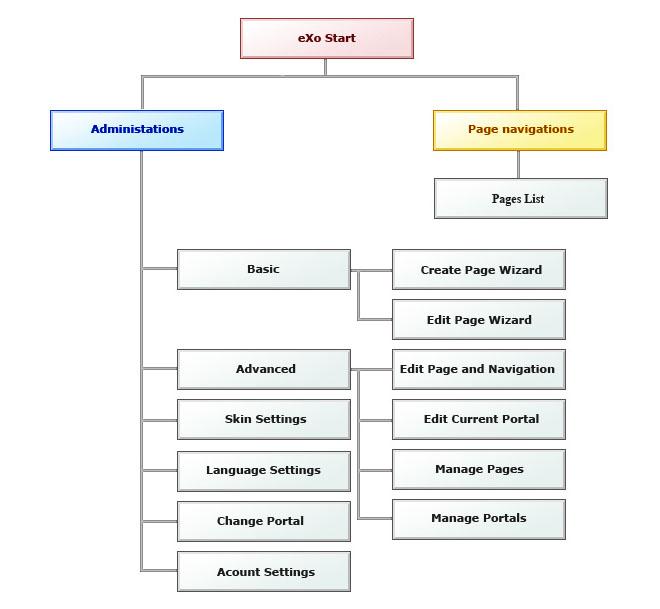 eXo Start
Administations
Page navigations
Pages List
Basic
Create Page Wizard
Edit Page Wizard
Advanced
Edit Page and Navigation
Skin Settings
Edit Current Portal
Language Settings
Manage Pages
Change Portal
Manage Portals
Acount Settings